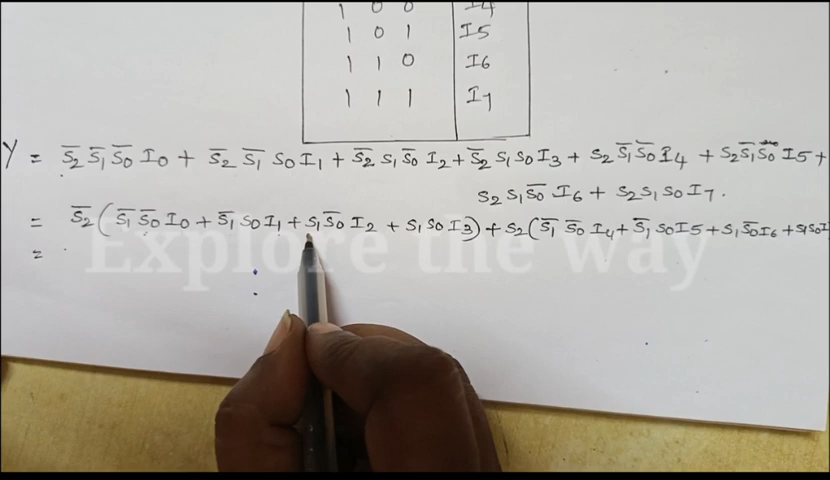 1 0 0 I4
1 0 1 I5
1 1 0 I6
1 1 1 I7
Y = S̅2 S̅1 S̅0 I0 + S̅2 S̅1 S0 I1 + S̅2 S1 S̅0 I2 + S̅2 S1 S0 I3 + S2 S̅1 S̅0 I4 + S2 S̅1 S0 I5 +
S2 S1 S̅0 I6 + S2 S1 S0 I7.
= S̅2 (S̅1 S̅0 I0 + S̅1 S0 I1 + S1 S̅0 I2 + S1 S0 I3) + S2 (S̅1 S̅0 I4 + S̅1 S0 I5 + S1 S̅0 I6 + S1 S0 I
=
Explore the way